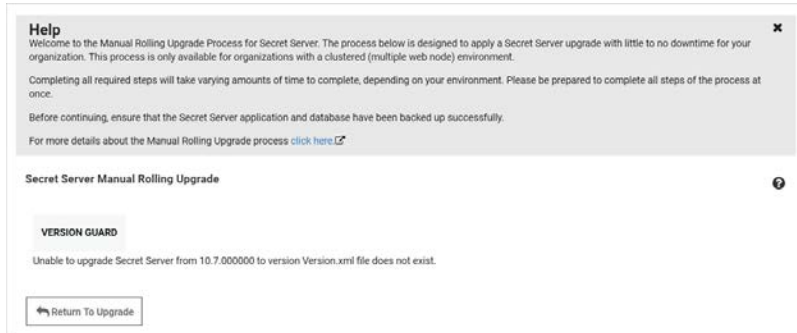 Help
Welcome to the Manual Rolling Upgrade Process for Secret Server. The process below is designed to apply a Secret Server upgrade with little to no downtime for your
organization. This process is only available for organizations with a clustered (multiple web node) environment.
Completing all required steps will take varying amounts of time to complete, depending on your environment. Please be prepared to complete all steps of the process at
once.
Before continuing, ensure that the Secret Server application and database have been backed up successfully.
For more details about the Manual Rolling Upgrade process click here.
Secret Server Manual Rolling Upgrade
VERSION GUARD
Unable to upgrade Secret Server from 10.7.000000 to version Version.xml file does not exist.
Return To Upgrade